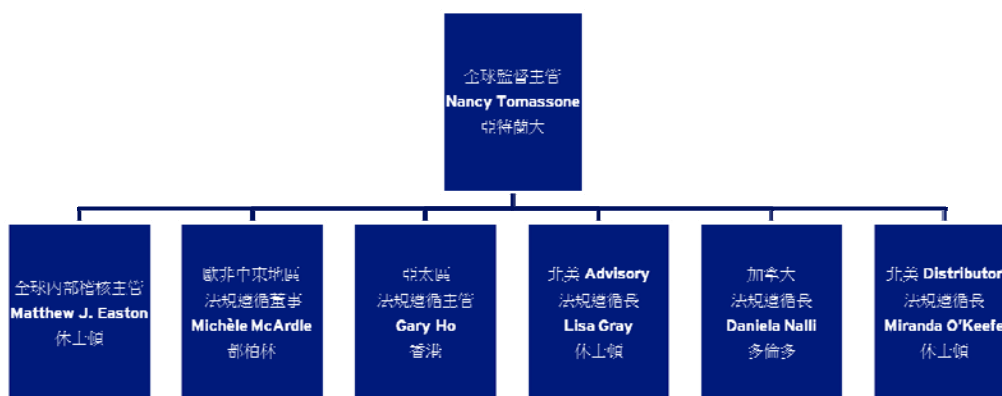 全球監督主管
Nancy Tomassone
亞特蘭大
全球內部稽核主管
Matthew J. Easton
休士頓
歐非中東地區
法規遵循董事
Michèle McArdle
都柏林
亞太區
法規遵循主管
Gary Ho
香港
北美 Advisory
法規遵循長
Lisa Gray
休士頓
加拿大
法規遵循長
Daniela Nalli
多倫多
北美 Distributor
法規遵循長
Miranda O'Keefe
休士頓